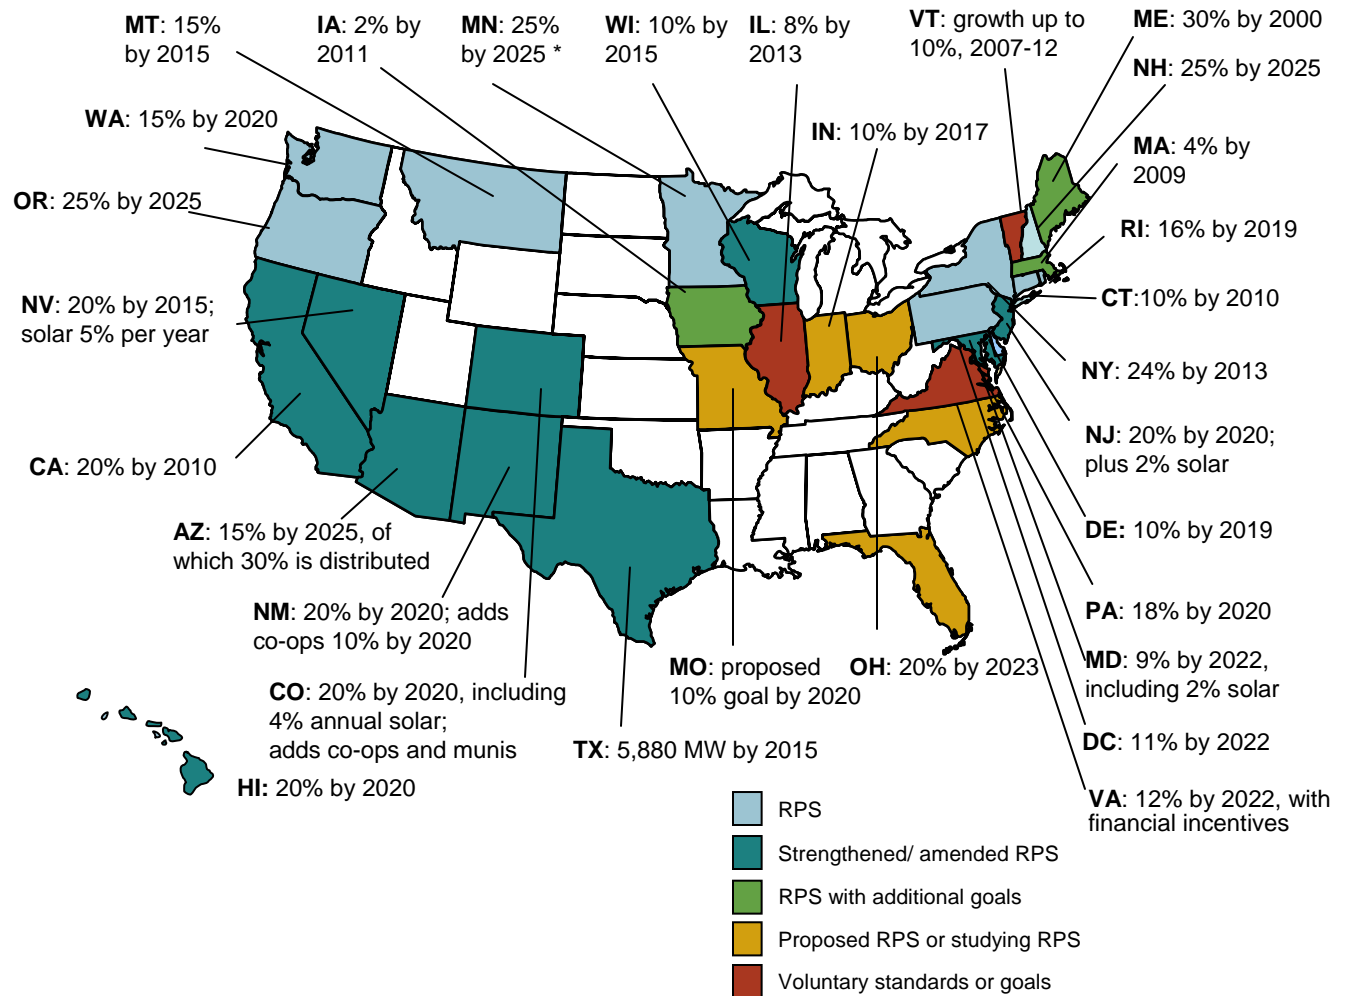 MT: 15%
by 2015
IA: 2% by
2011
MN: 25%
by 2025 *
WI: 10% by
2015
IL: 8% by
2013
VT: growth up to
10%, 2007-12
ME: 30% by 2000
NH: 25% by 2025
WA: 15% by 2020
IN: 10% by 2017
MA: 4% by
2009
OR: 25% by 2025
RI: 16% by 2019
NV: 20% by 2015;
solar 5% per year
CT:10% by 2010
NY: 24% by 2013
CA: 20% by 2010
NJ: 20% by 2020;
plus 2% solar
AZ: 15% by 2025, of
which 30% is distributed
DE: 10% by 2019
NM: 20% by 2020; adds
co-ops 10% by 2020
PA: 18% by 2020
MO: proposed
10% goal by 2020
OH: 20% by 2023
MD: 9% by 2022,
including 2% solar
CO: 20% by 2020, including
4% annual solar;
adds co-ops and munis
TX: 5,880 MW by 2015
DC: 11% by 2022
HI: 20% by 2020
VA: 12% by 2022, with
financial incentives
RPS
Strengthened/ amended RPS
RPS with additional goals
Proposed RPS or studying RPS
Voluntary standards or goals